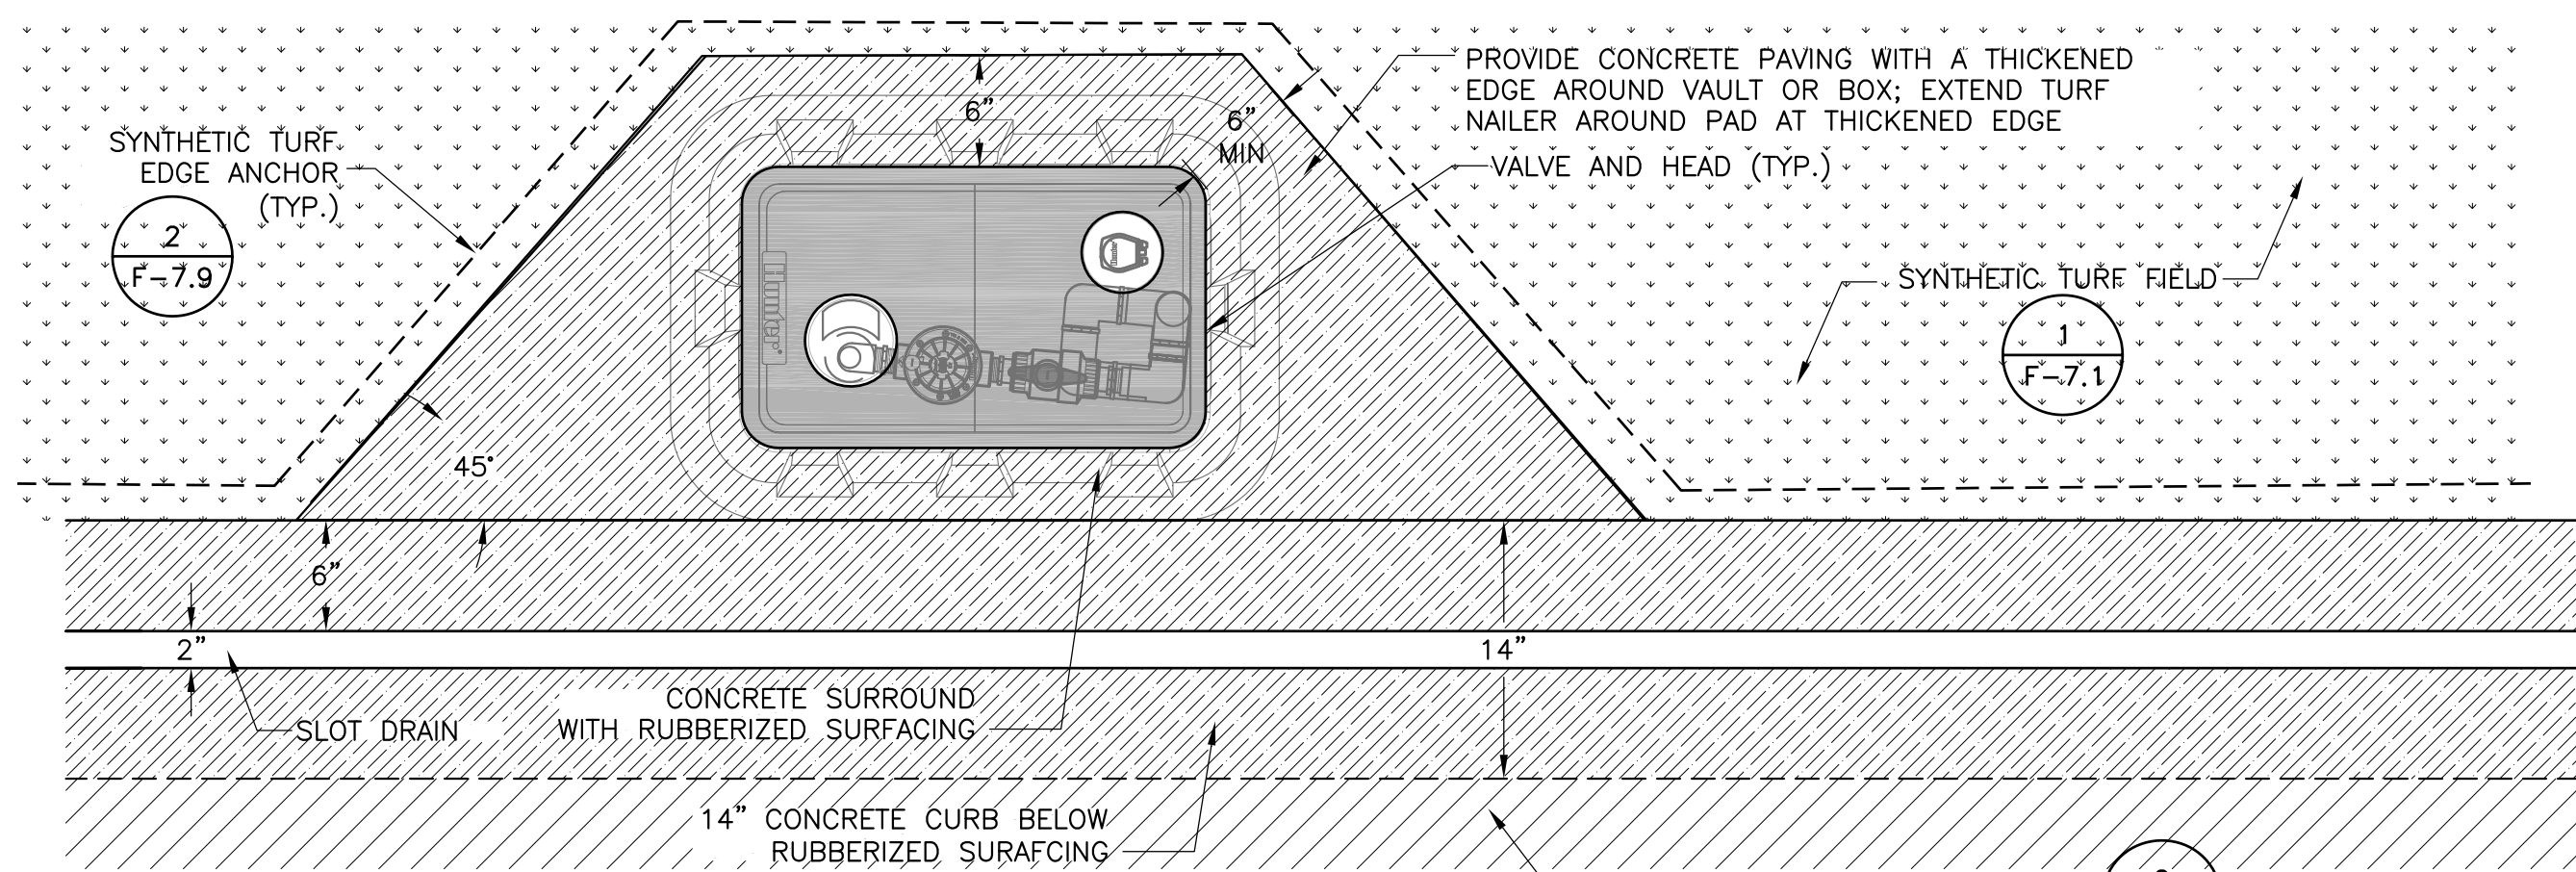 PROVIDE CONCRETE PAVING WITH A THICKENED
EDGE AROUND VAULT OR BOX; EXTEND TURF
NAILER AROUND PAD AT THICKENED EDGE
6”
6”
MIN
SYNTHETIC TURF
EDGE ANCHOR
(TYP.)
VALVE AND HEAD (TYP.)
2
F-7.9
Hunter
SYNTHETIC TURF FIELD
1
F-7.1
45°
6”
2”
14”
SLOT DRAIN
CONCRETE SURROUND
WITH RUBBERIZED SURFACING
14” CONCRETE CURB BELOW
RUBBERIZED SURAFCING